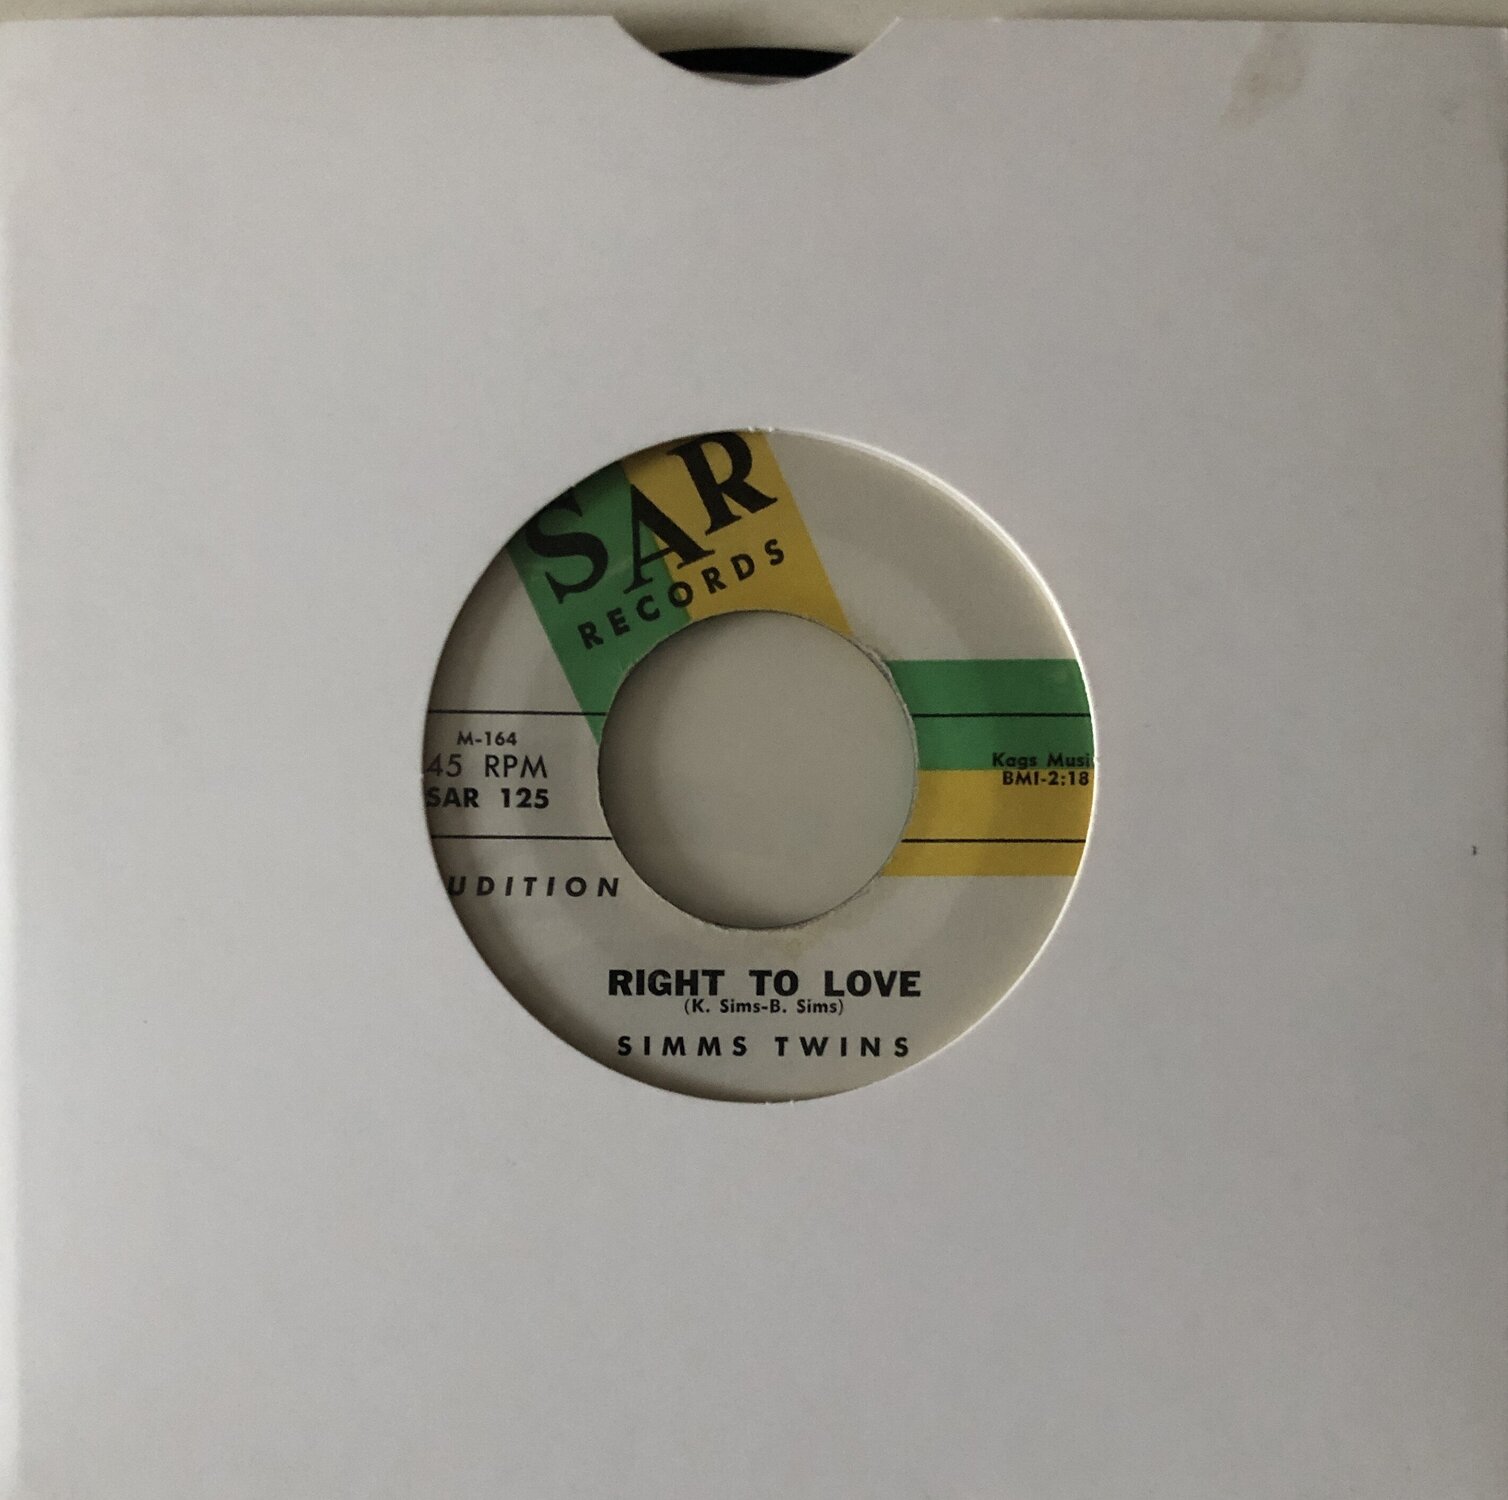 SAR
RECORDS
M-164
45 RPM
SAR 125
Kags Musi
BMI-2:18
UDITION
RIGHT TO LOVE
(K. Sims-B. Sims)
SIMMS TWINS